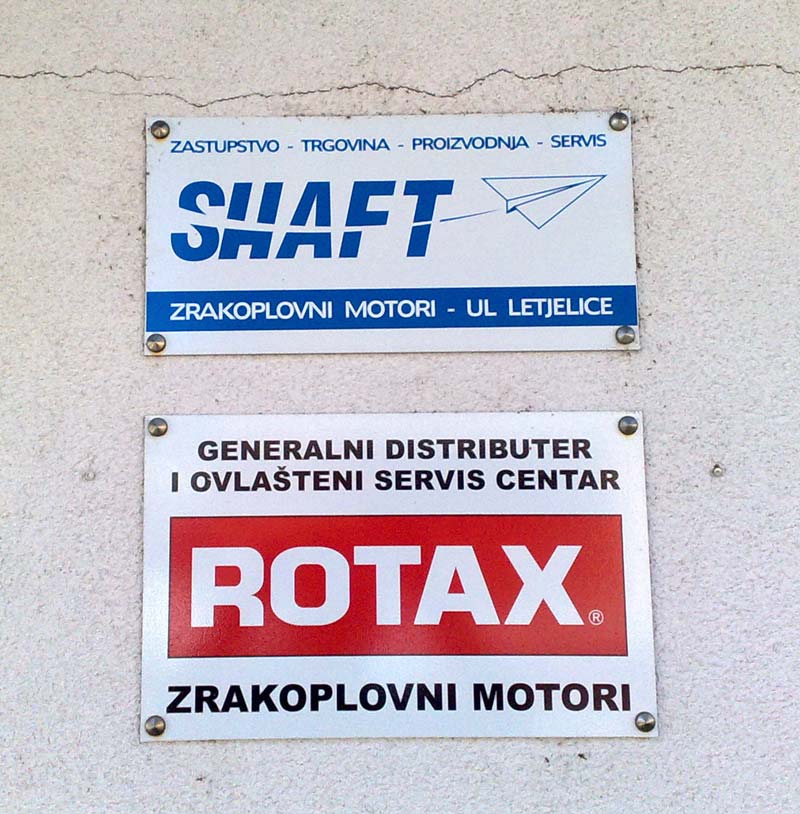 ZASTUPSTVO - TRGOVINA - PROIZVODNJA - SERVIS
SHAFT
ZRAKOPLOVNI MOTORI - UL LETJELICE
GENERALNI DISTRIBUTER
I OVLAŠTENI SERVIS CENTAR
ROTAX®
ZRAKOPLOVNI MOTORI